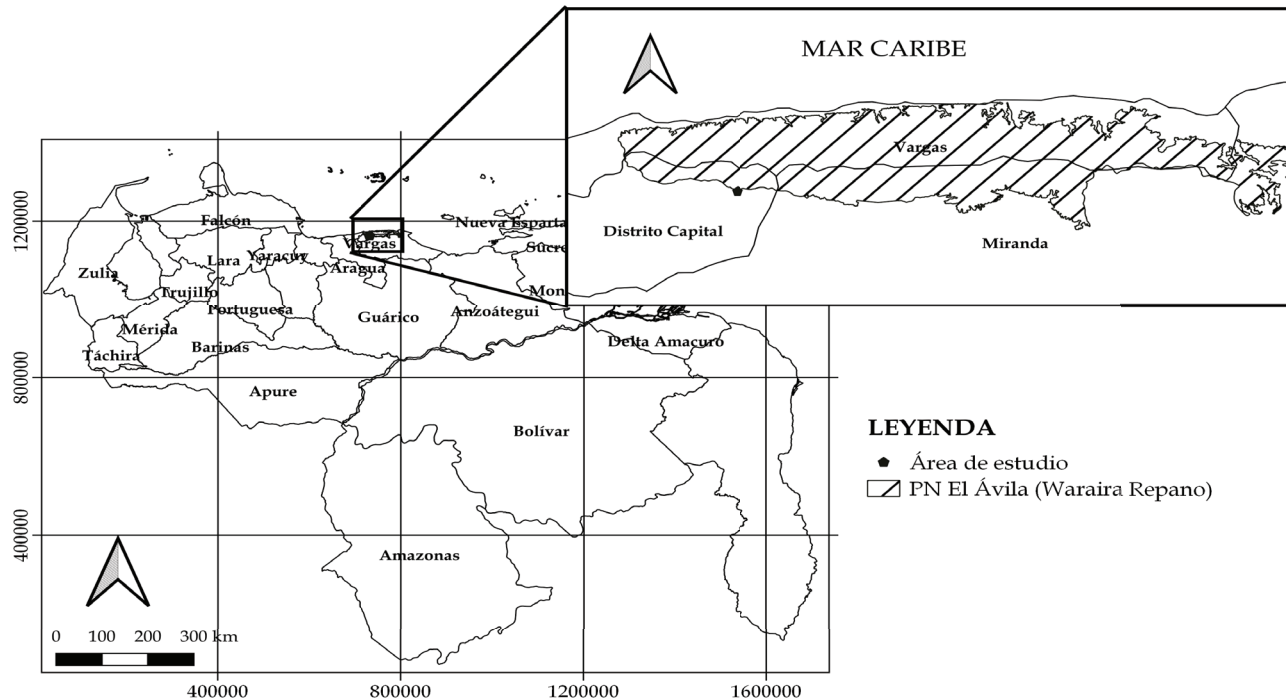 MAR CARIBE
Vargas
Distrito Capital
Miranda
1200000
800000
400000
Falcón
Nueva Esparta
Vargas
Sucre
Zulia
Lara
Yaracuy
Aragua
Trujillo
Portuguesa
Guárico
Anzoátegui
Mon
Mérida
Táchira
Barinas
Delta Amacuro
Apure
Bolívar
Amazonas
LEYENDA
Área de estudio
PN El Ávila (Waraira Repano)
0 100 200 300 km
400000 800000 1200000 1600000